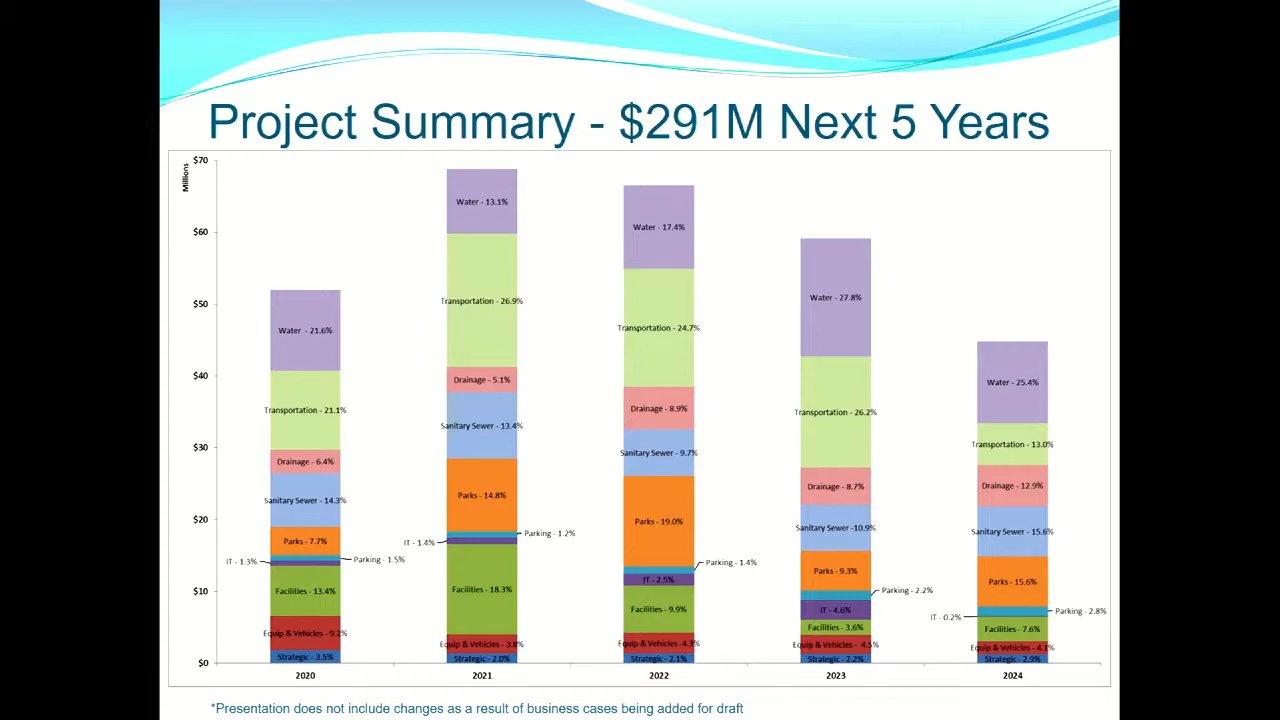 Project Summary - $291M Next 5 Years
Millions
$70
$60
$50
$40
$30
$20
$10
$0
Water - 21.6%
Transportation - 21.1%
Drainage - 6.4%
Sanitary Sewer - 14.3%
Parks - 7.7%
IT - 1.3%
Parking - 1.5%
Facilities - 13.4%
Equip & Vehicles - 9.2%
Strategic - 3.5%
Water - 13.1%
Transportation - 26.9%
Drainage - 5.1%
Sanitary Sewer - 13.4%
Parks - 14.8%
IT - 1.4%
Parking - 1.2%
Facilities - 18.3%
Equip & Vehicles - 3.8%
Strategic - 2.0%
Water - 17.4%
Transportation - 24.7%
Drainage - 8.9%
Sanitary Sewer - 9.7%
Parks - 19.0%
Parking - 1.4%
IT - 2.5%
Facilities - 9.9%
Equip & Vehicles -4.3%
Strategic - 2.1%
Water - 27.8%
Transportation - 26.2%
Drainage - 8.7%
Sanitary Sewer -10.9%
Parks - 9.3%
Parking - 2.2%
IT - 4.6%
Facilities - 3.6%
Equip & Vehicles - 4.5%
Strategic - 2.2%
Water - 25.4%
Transportation - 13.0%
Drainage - 12.9%
Sanitary Sewer - 15.6%
Parks - 15.6%
Parking - 2.8%
IT - 0.2%
Facilities - 7.6%
Equip & Vehicles - 4.1%
Strategic - 2.9%
2020
2021
2022
2023
2024
*Presentation does not include changes as a result of business cases being added for draft